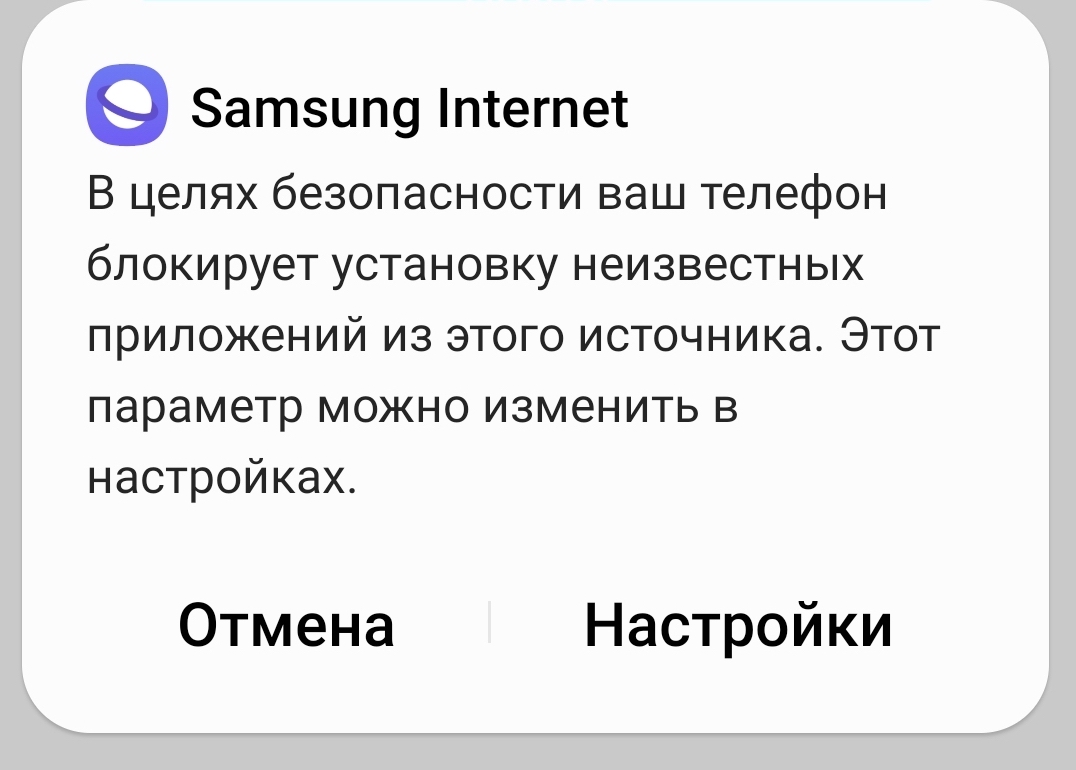 Samsung Internet
В целях безопасности ваш телефон
блокирует установку неизвестных
приложений из этого источника. Этот
параметр можно изменить в
настройках.
Отмена
Настройки